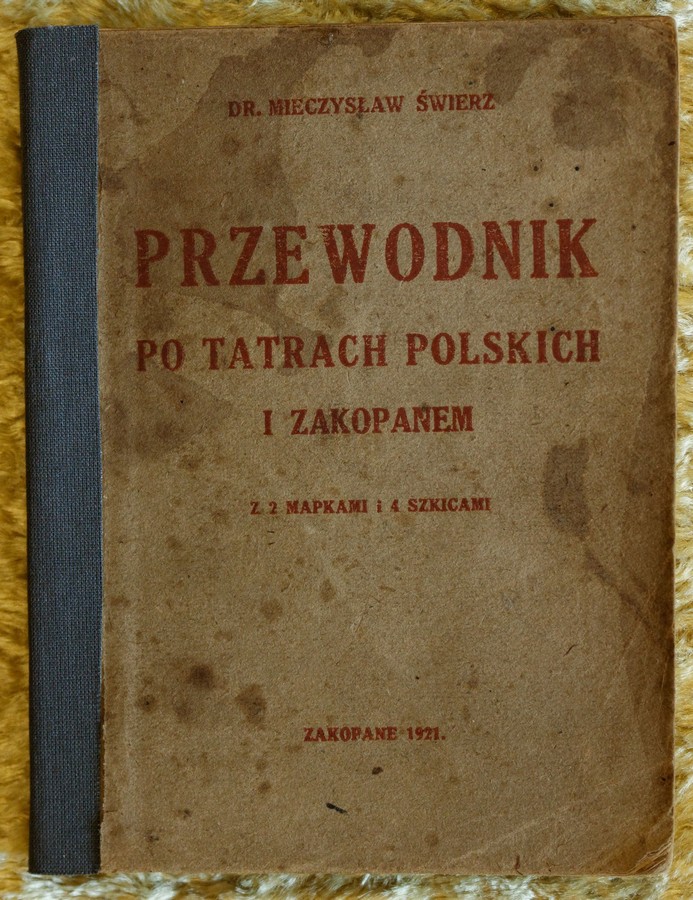 DR. MIECZYSŁAW ŚWIERZ
PRZEWODNIK
PO TATRACH POLSKICH
I ZAKOPANEM
Z 2 MAPKAMI i 4 SZKICAMI
ZAKOPANE 1921.